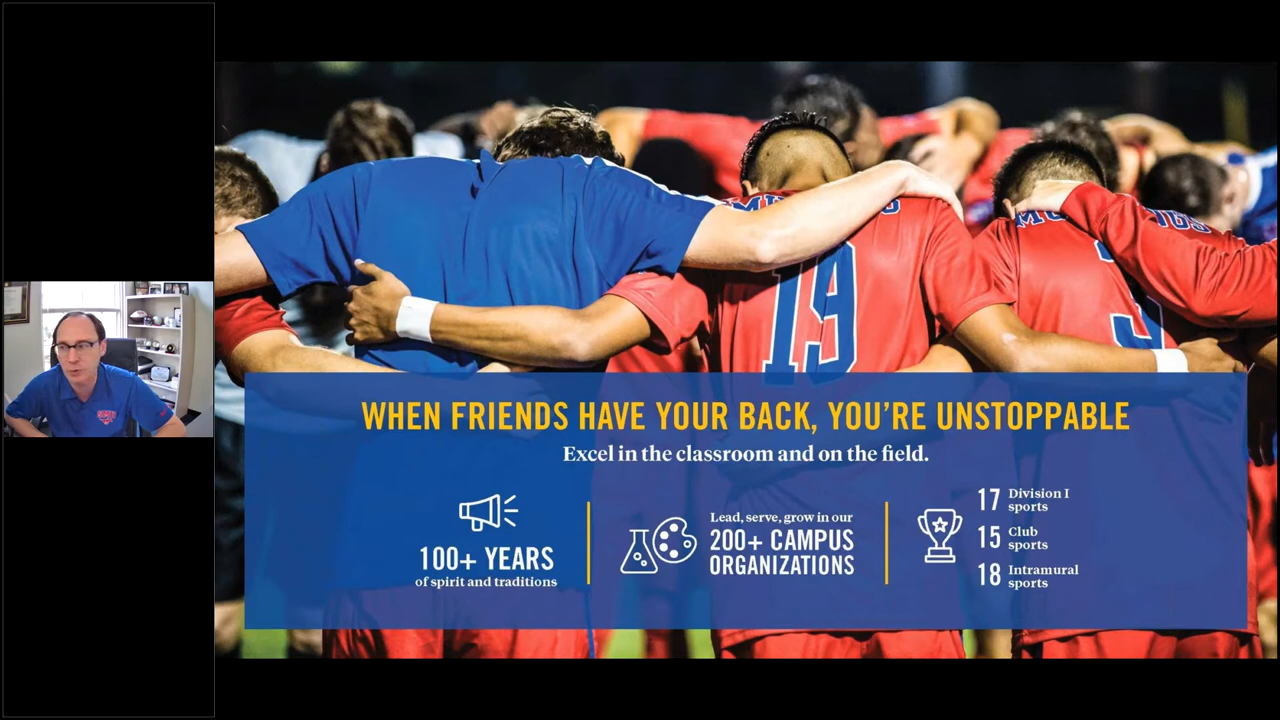 SMU
19
3
WHEN FRIENDS HAVE YOUR BACK, YOU'RE UNSTOPPABLE
Excel in the classroom and on the field.
100+ YEARS
of spirit and traditions
Lead, serve, grow in our
200+ CAMPUS
ORGANIZATIONS
17 Division I
sports
15 Club
sports
18 Intramural
sports